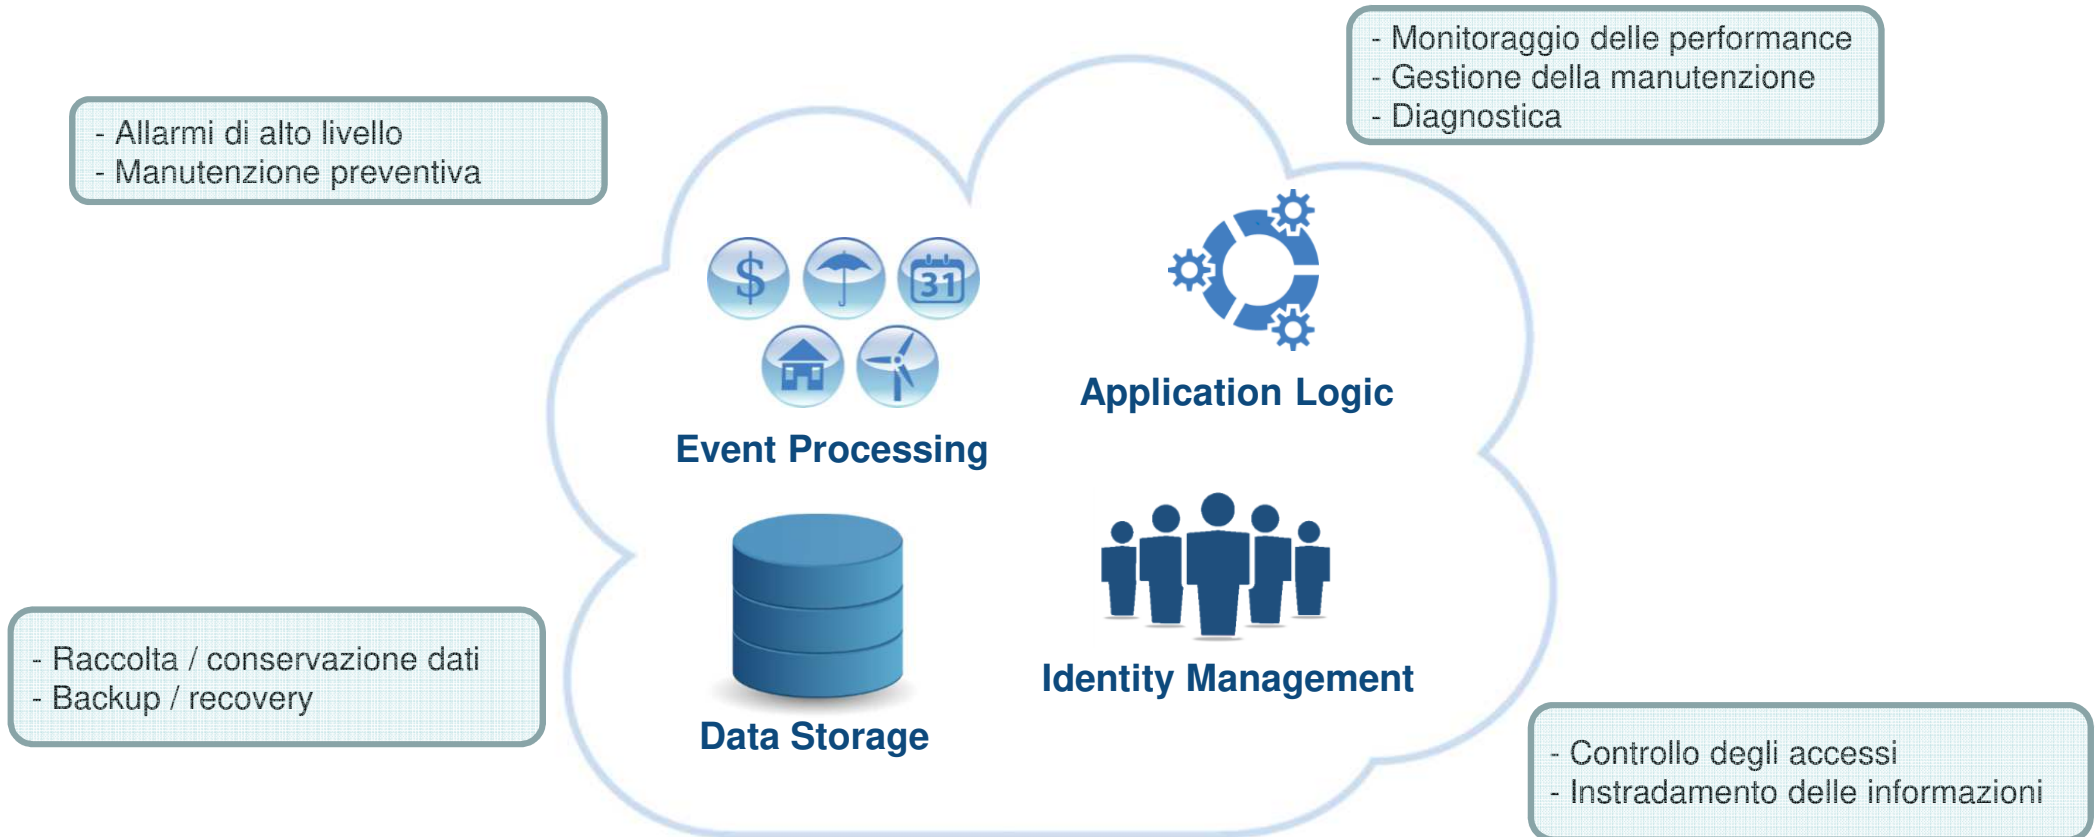 - Monitoraggio delle performance
- Gestione della manutenzione
- Diagnostica
- Allarmi di alto livello
- Manutenzione preventiva
$
31
Application Logic
Event Processing
- Raccolta / conservazione dati
- Backup / recovery
Identity Management
Data Storage
- Controllo degli accessi
- Instradamento delle informazioni